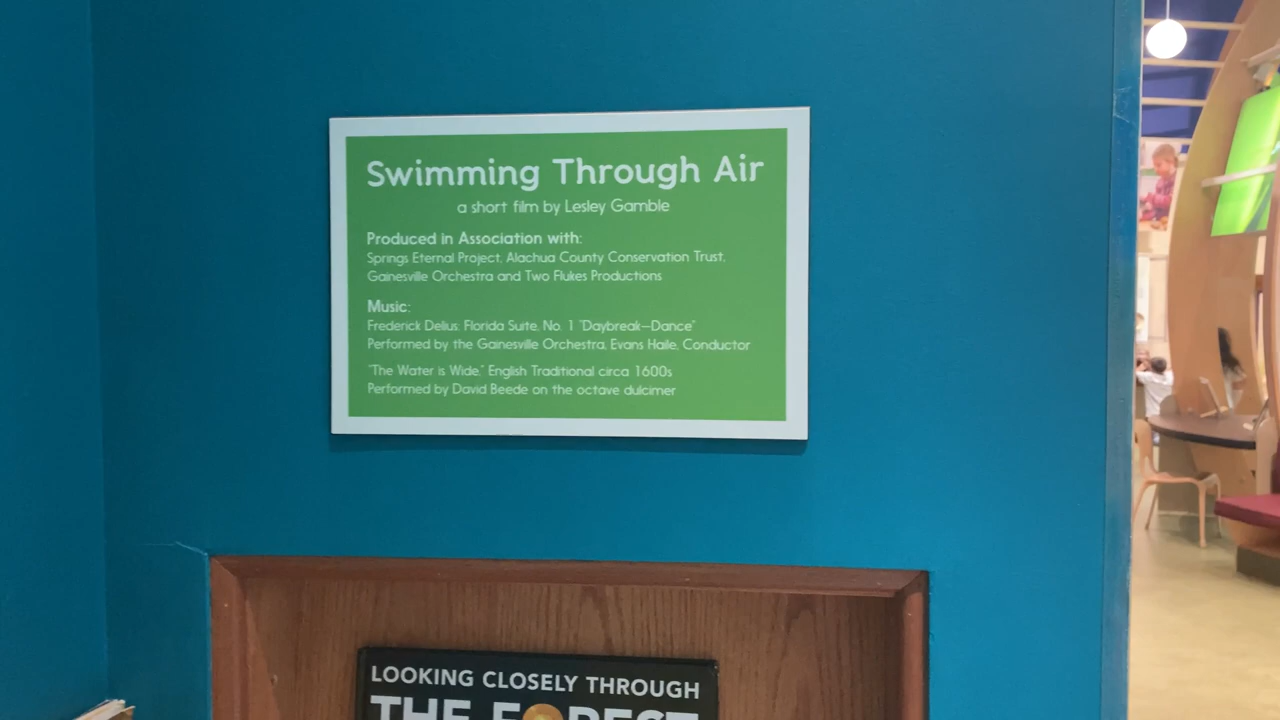 Swimming Through Air
a short film by Lesley Gamble
Produced in Association with:
Springs Eternal Project, Alachua County Conservation Trust,
Gainesville Orchestra and Two Flukes Productions
Music:
Frederick Delius: Florida Suite, No. 1 "Daybreak—Dance"
Performed by the Gainesville Orchestra, Evans Haile, Conductor
"The Water is Wide," English Traditional circa 1600s
Performed by David Beede on the octave dulcimer
LOOKING CLOSELY THROUGH
THE FOREST